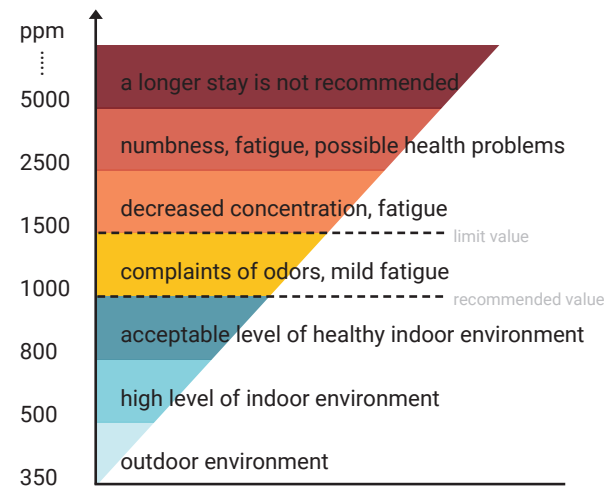 ppm
a longer stay is not recommended
5000
numbness, fatigue, possible health problems
2500
decreased concentration, fatigue
1500
limit value
complaints of odors, mild fatigue
1000
recommended value
acceptable level of healthy indoor environment
800
high level of indoor environment
500
outdoor environment
350